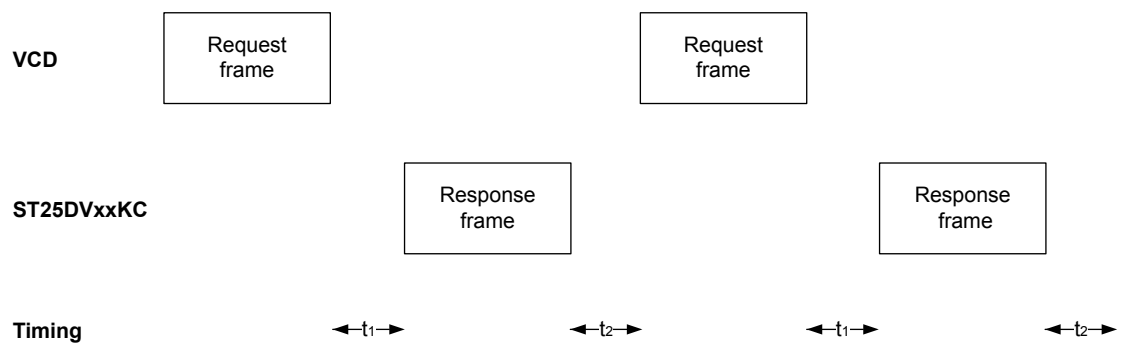 VCD
Request
frame
Request
frame
ST25DVxxKC
Response
frame
Response
frame
Timing
t1
t2
t1
t2